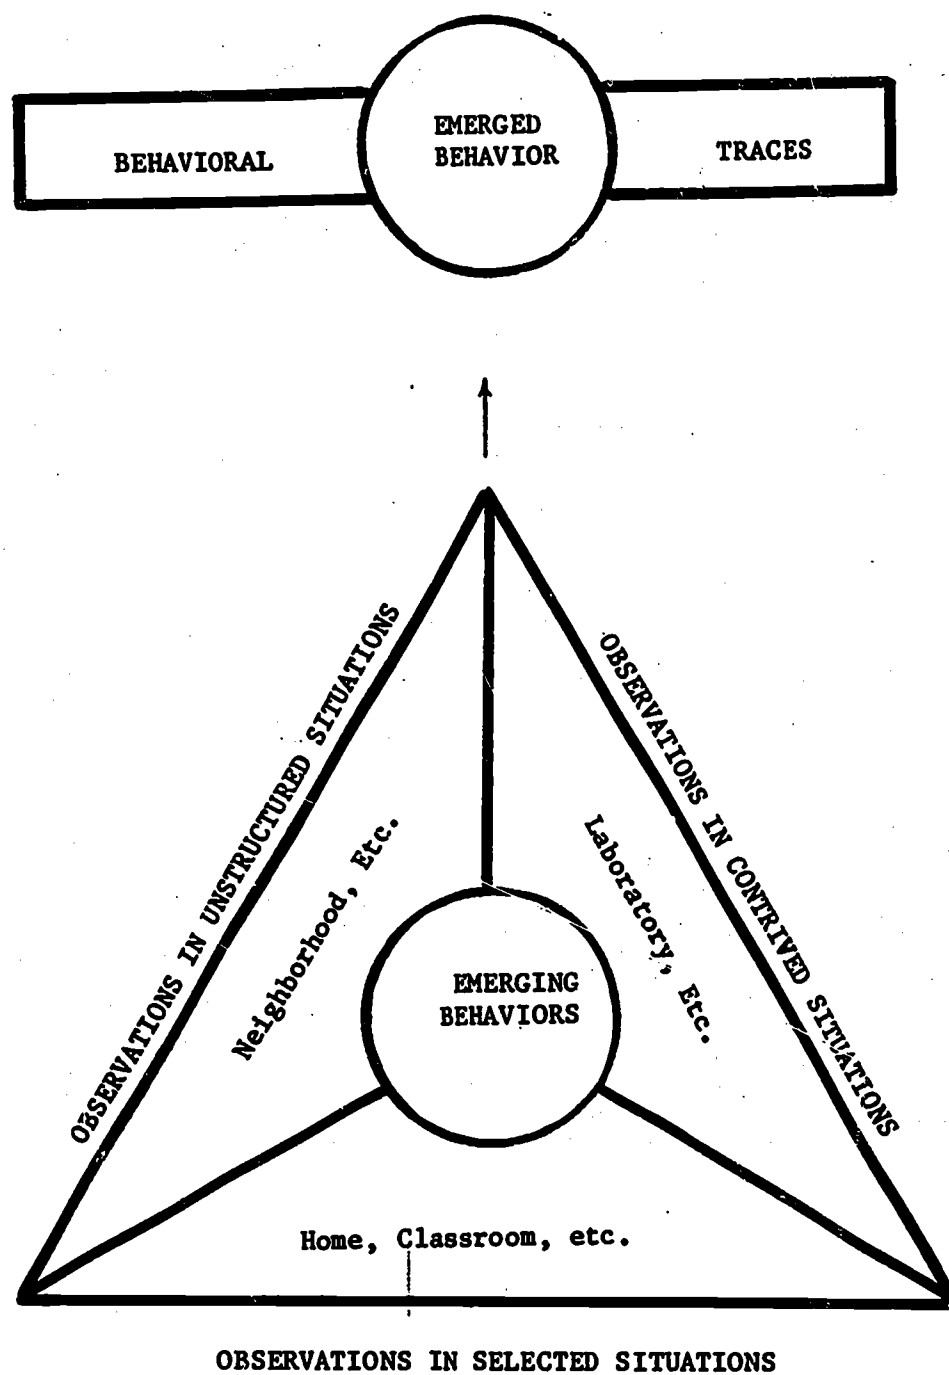 EMERGED
BEHAVIOR
BEHAVIORAL
TRACES
OBSERVATIONS IN UNSTRUCTURED SITUATIONS
OBSERVATIONS IN CONTRIVED SITUATIONS
Neighborhood, Etc.
Laboratory, Etc.
EMERGING
BEHAVIORS
Home, Classroom, etc.
OBSERVATIONS IN SELECTED SITUATIONS